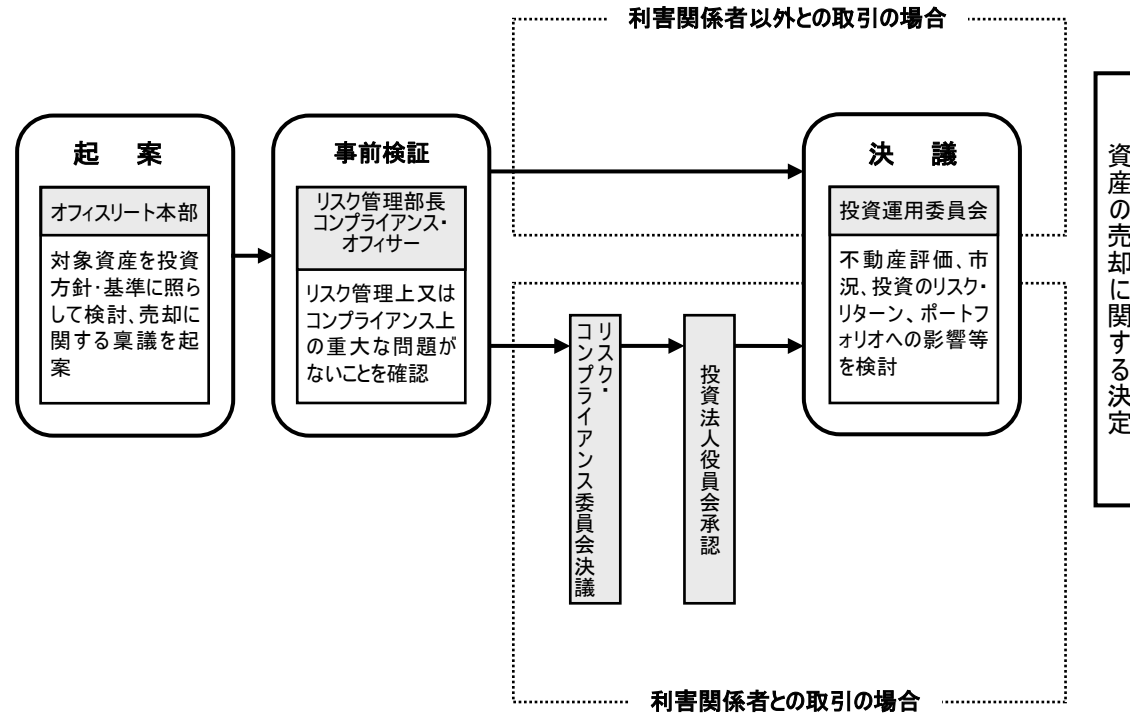 利害関係者以外との取引の場合
起 案
オフィスリート本部
対象資産を投資
方針・基準に照ら
して検討、売却に
関する稟議を起
案
事前検証
リスク管理部長
コンプライアンス・
オフィサー
リスク管理上又は
コンプライアンス上
の重大な問題が
ないことを確認
リスク・
コンプライアンス委員会決議
投資法人役員会承認
決 議
投資運用委員会
不動産評価、市
況、投資のリスク・
リターン、ポートフ
ォリオへの影響等
を検討
資産の売却に関する決定
利害関係者との取引の場合